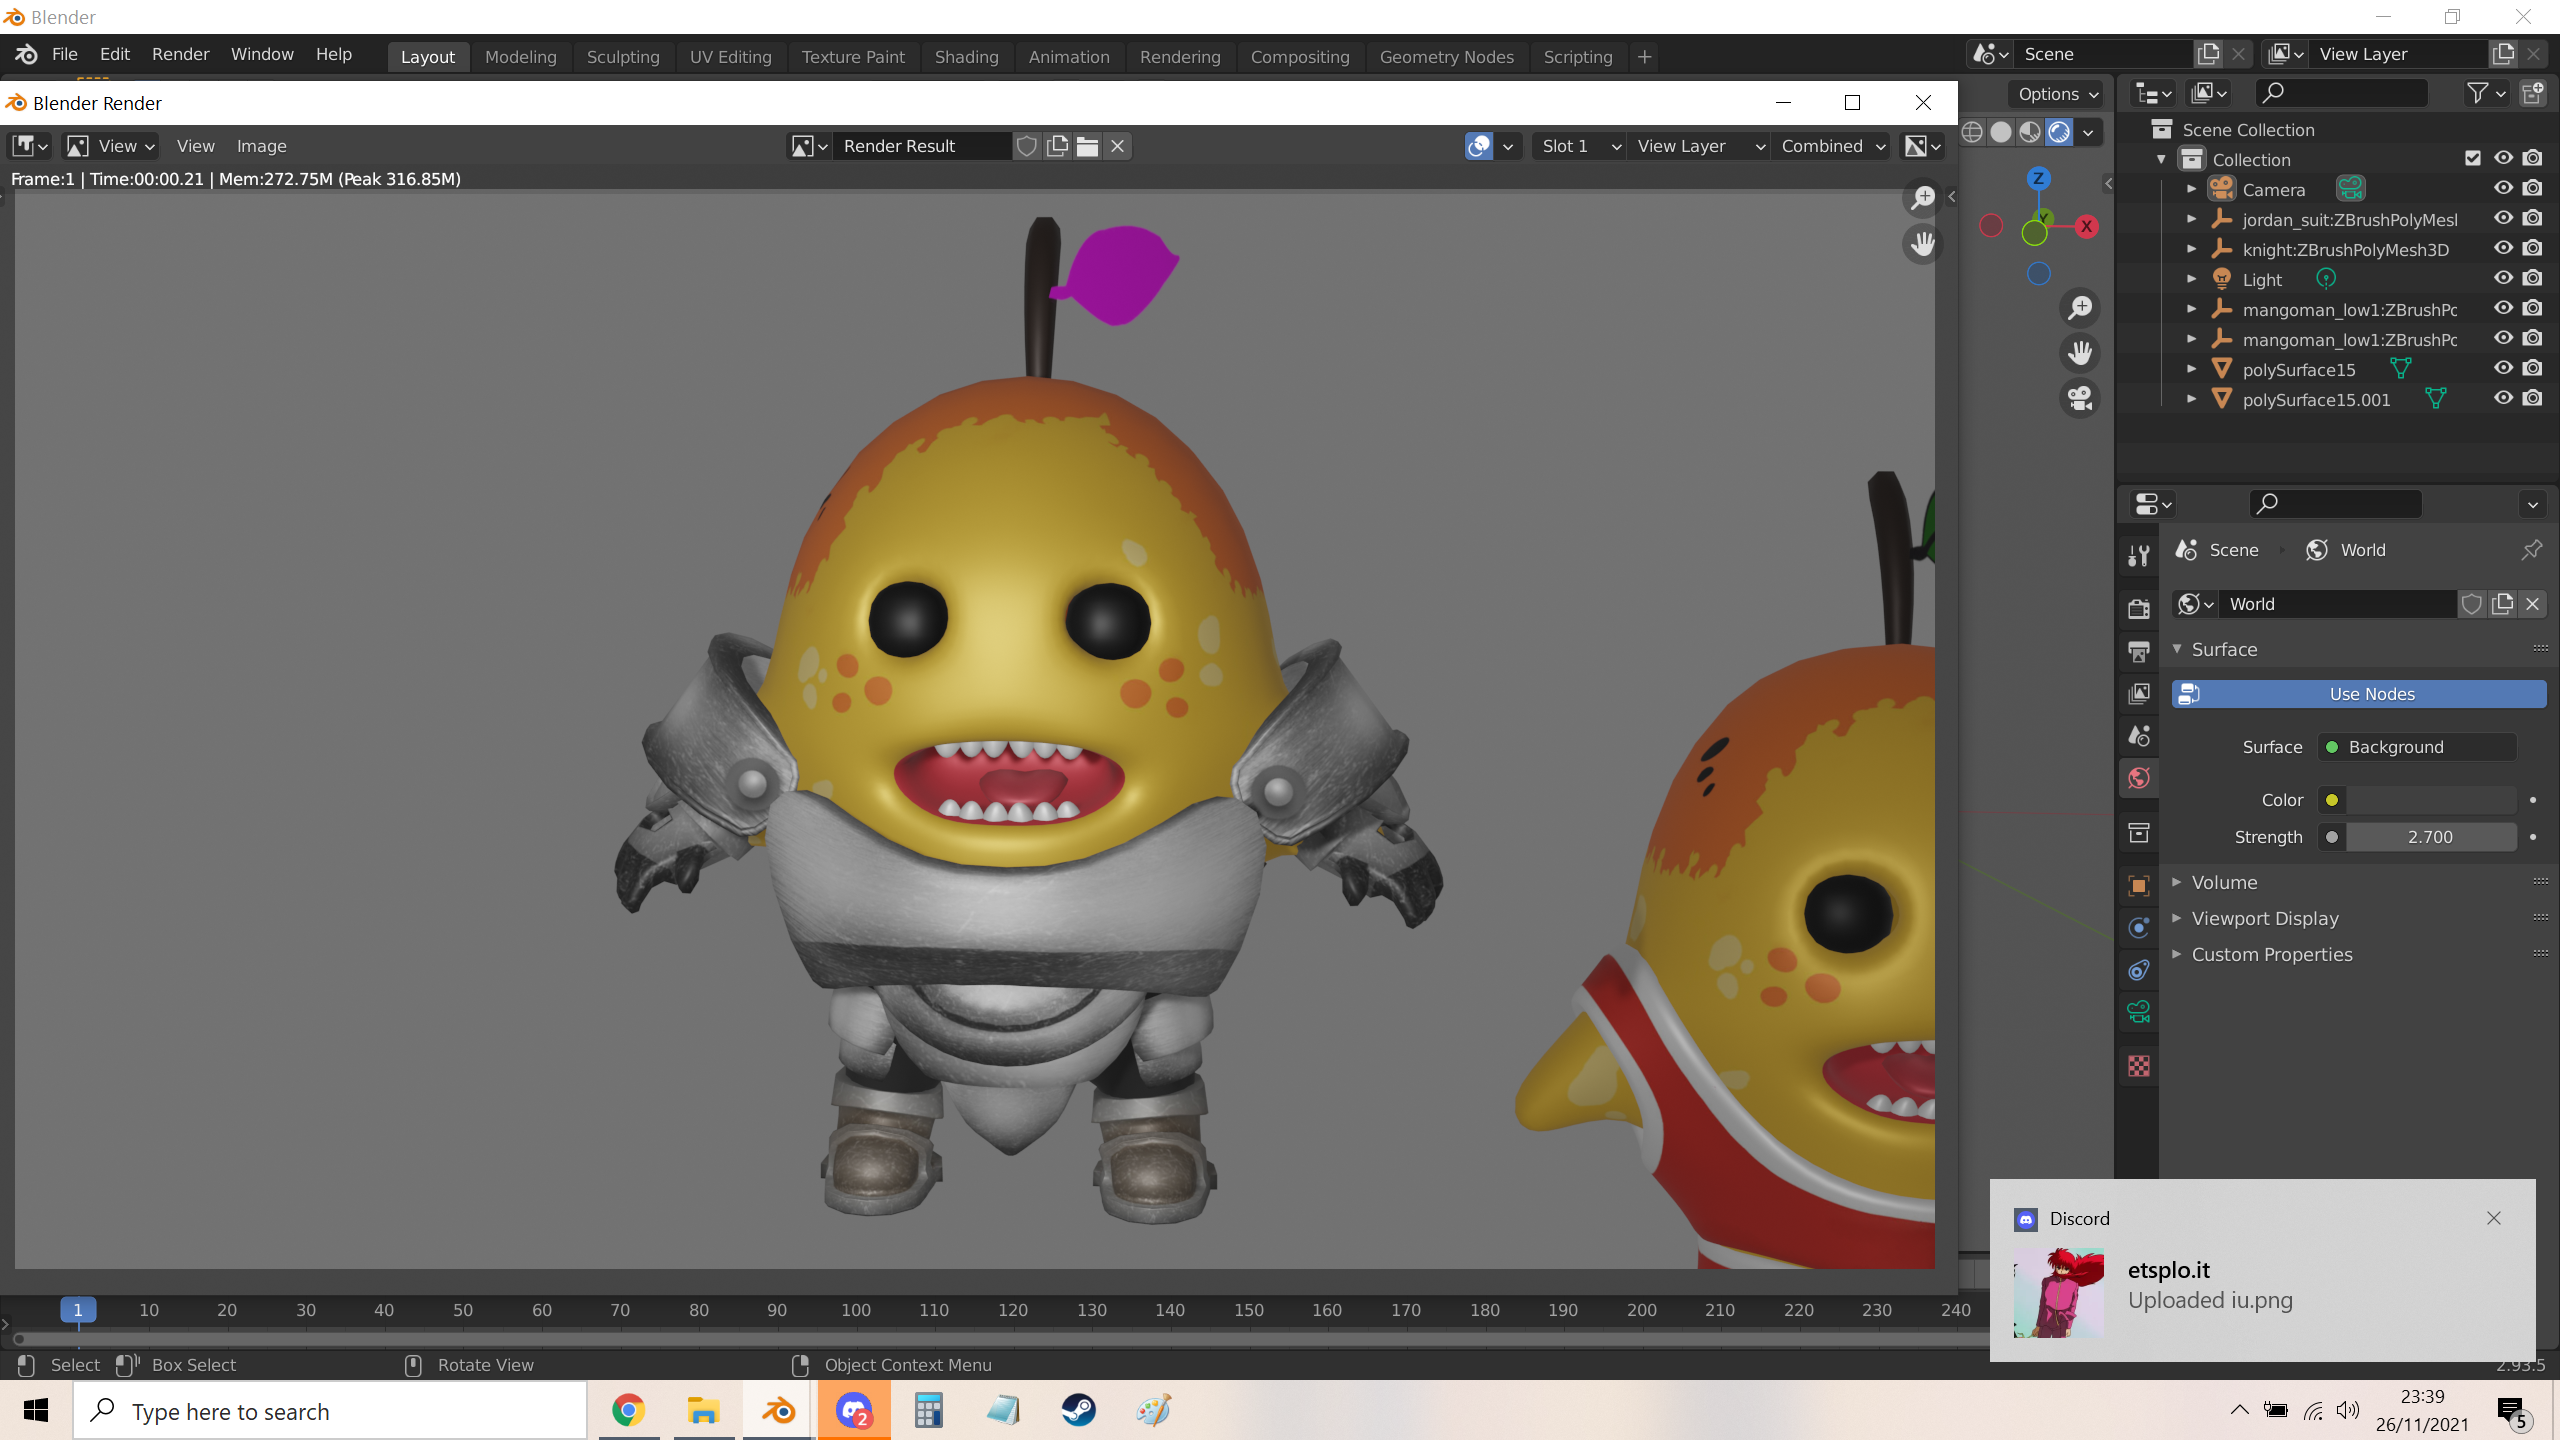 Blender
File Edit Render Window Help Layout Modeling Sculpting UV Editing Texture Paint Shading Animation Rendering Compositing Geometry Nodes Scripting + Scene View Layer
Blender Render
Options
View View Image Render Result Slot 1 View Layer Combined
Frame:1 | Time:00:00.21 | Mem:272.75M (Peak 316.85M)
Z
Y
X
Scene Collection
Collection
Camera
jordan_suit:ZBrushPolyMesl
knight:ZBrushPolyMesh3D
Light
mangoman_low1:ZBrushPc
mangoman_low1:ZBrushPc
polySurface15
polySurface15.001
Scene World
World
Surface
Use Nodes
Surface Background
Color
Strength 2.700
Volume
Viewport Display
Custom Properties
Discord
etsplo.it
Uploaded iu.png
1 10 20 30 40 50 60 70 80 90 100 110 120 130 140 150 160 170 180 190 200 210 220 230 240
Select Box Select Rotate View Object Context Menu 2.93.5
Type here to search
2
23:39
26/11/2021
5